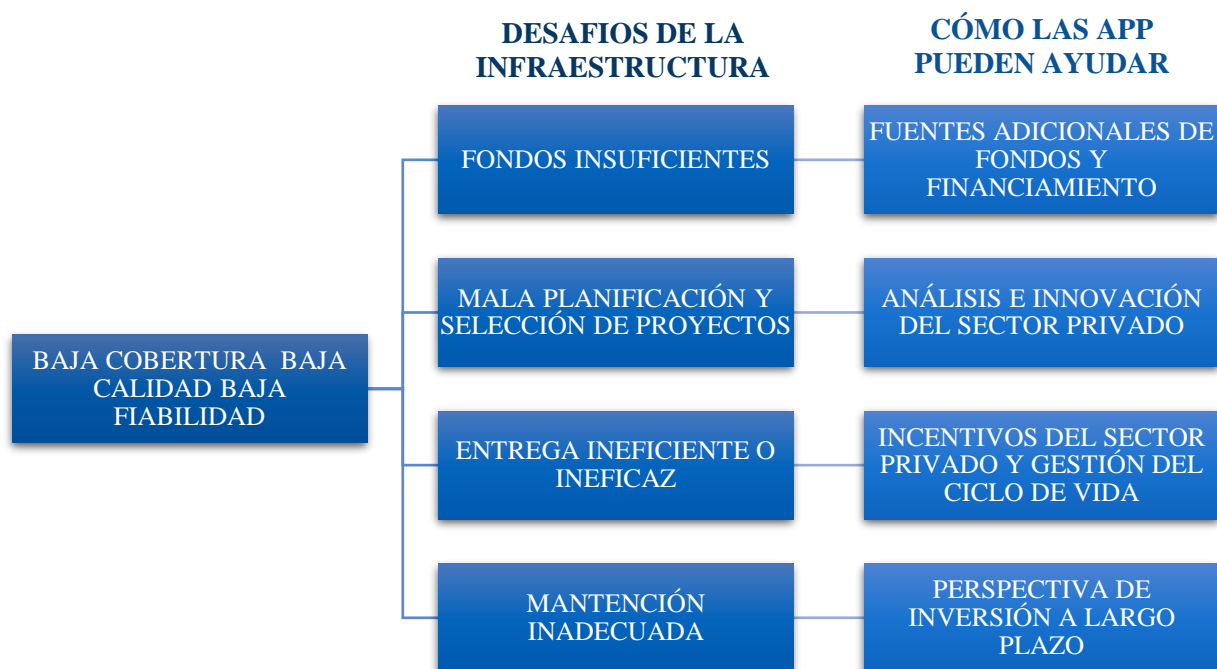 DESAFIOS DE LA
INFRAESTRUCTURA
CÓMO LAS APP
PUEDEN AYUDAR
BAJA COBERTURA  BAJA
CALIDAD BAJA
FIABILIDAD
FONDOS INSUFICIENTES
FUENTES ADICIONALES DE
FONDOS Y
FINANCIAMIENTO
MALA PLANIFICACIÓN Y
SELECCIÓN DE PROYECTOS
ANÁLISIS E INNOVACIÓN
DEL SECTOR PRIVADO
ENTREGA INEFICIENTE O
INEFICAZ
INCENTIVOS DEL SECTOR
PRIVADO Y GESTIÓN DEL
CICLO DE VIDA
MANTENCIÓN
INADECUADA
PERSPECTIVA DE
INVERSIÓN A LARGO
PLAZO